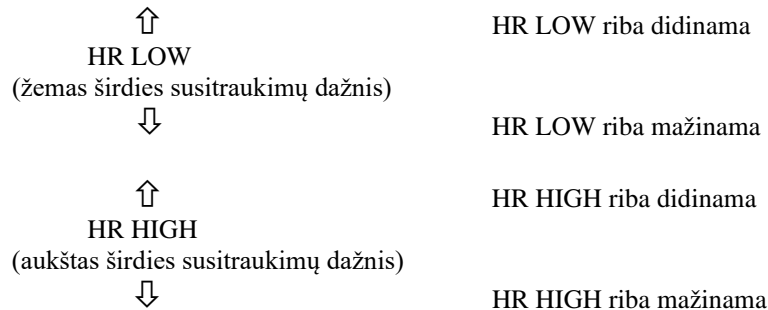 ⇧ HR LOW riba didinama
HR LOW
(žemas širdies susitraukimų dažnis)
⇩ HR LOW riba mažinama
⇧ HR HIGH riba didinama
HR HIGH
(aukštas širdies susitraukimų dažnis)
⇩ HR HIGH riba mažinama